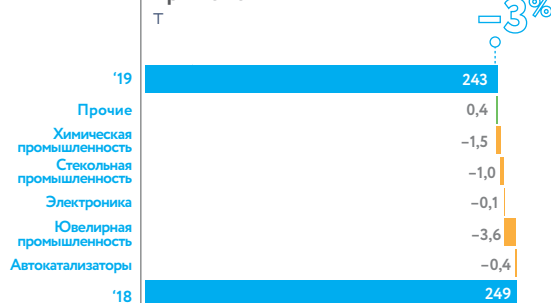 т
–3%
'19
243
Прочие
0,4
Химическая
промышленность
–1,5
Стекольная
промышленность
–1,0
Электроника
–0,1
Ювелирная
промышленность
–3,6
Автокатализаторы
–0,4
'18
249